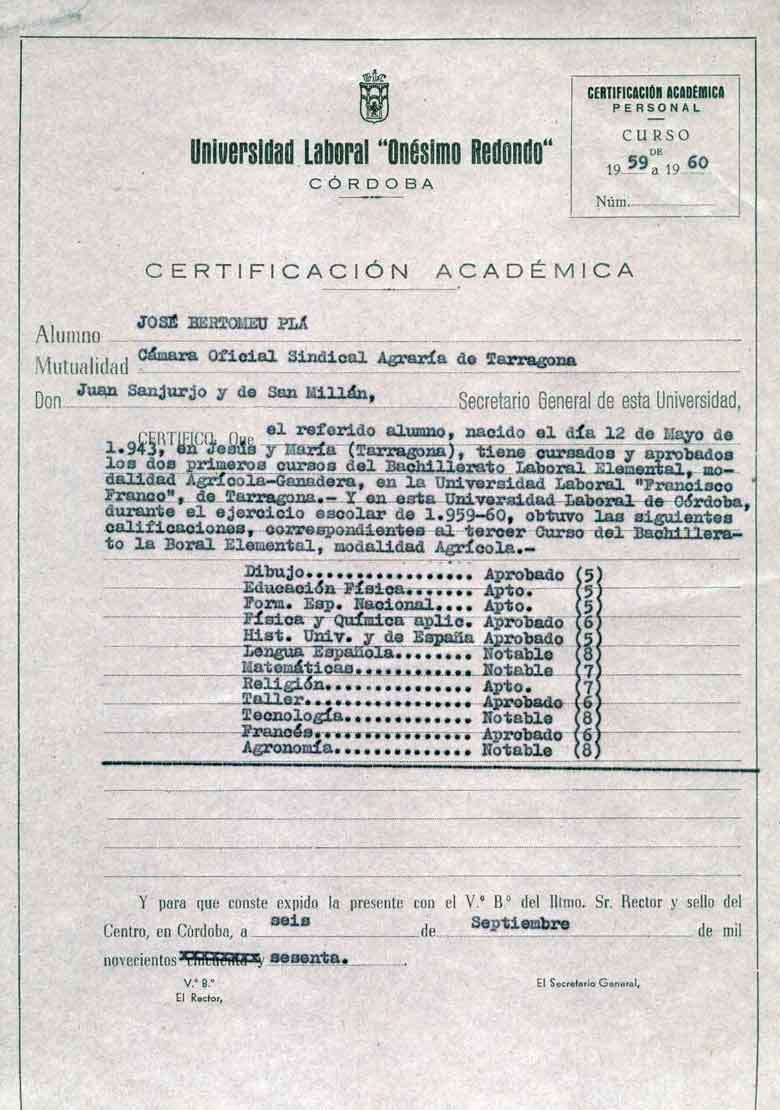 CERTIFICACIÓN ACADÉMICA
PERSONAL
CURSO
DE
19 59 a 19 60
Núm.
Universidad Laboral "Onésimo Redondo"
CÓRDOBA
CERTIFICACIÓN ACADÉMICA
Alumno JOSÉ BERTOMEU PLÁ
Mutualidad Cámara Oficial Sindical Agraría de Tarragona
Don Juan Sanjurjo y de San Millán, Secretario General de esta Universidad,
CERTIFICO: Que el referido alumno, nacido el día 12 de Mayo de
1.943, en Jesús y María (Tarragona), tiene cursados y aprobados
los dos primeros cursos del Bachillerato Laboral Elemental, mo-
dalidad Agrícola-Ganadera, en la Universidad Laboral "Francisco
Franco", de Tarragona.- Y en esta Universidad Laboral de Córdoba,
durante el ejercicio escolar de 1.959-60, obtuvo las siguientes
calificaciones, correspondientes al tercer Curso del Bachillera-
to la Boral Elemental, modalidad Agrícola.-
Dibujo................. Aprobado (5)
Educación Física....... Apto. (5)
Form. Esp. Nacional.... Apto. (5)
Física y Química aplic. Aprobado (6)
Hist. Univ. y de España Aprobado (5)
Lengua Española........ Notable (8)
Matemáticas............ Notable (7)
Religión............... Apto. (7)
Taller................. Aprobado (6)
Tecnología............. Notable (8)
Francés................ Aprobado (6)
Agronomía.............. Notable (8)
Y para que conste expido la presente con el V.º B.º del Iltmo. Sr. Rector y sello del
Centro, en Córdoba, a seis de Septiembre de mil
novecientos cincuenta y sesenta.
V.º B.º
El Rector,
El Secretario General,